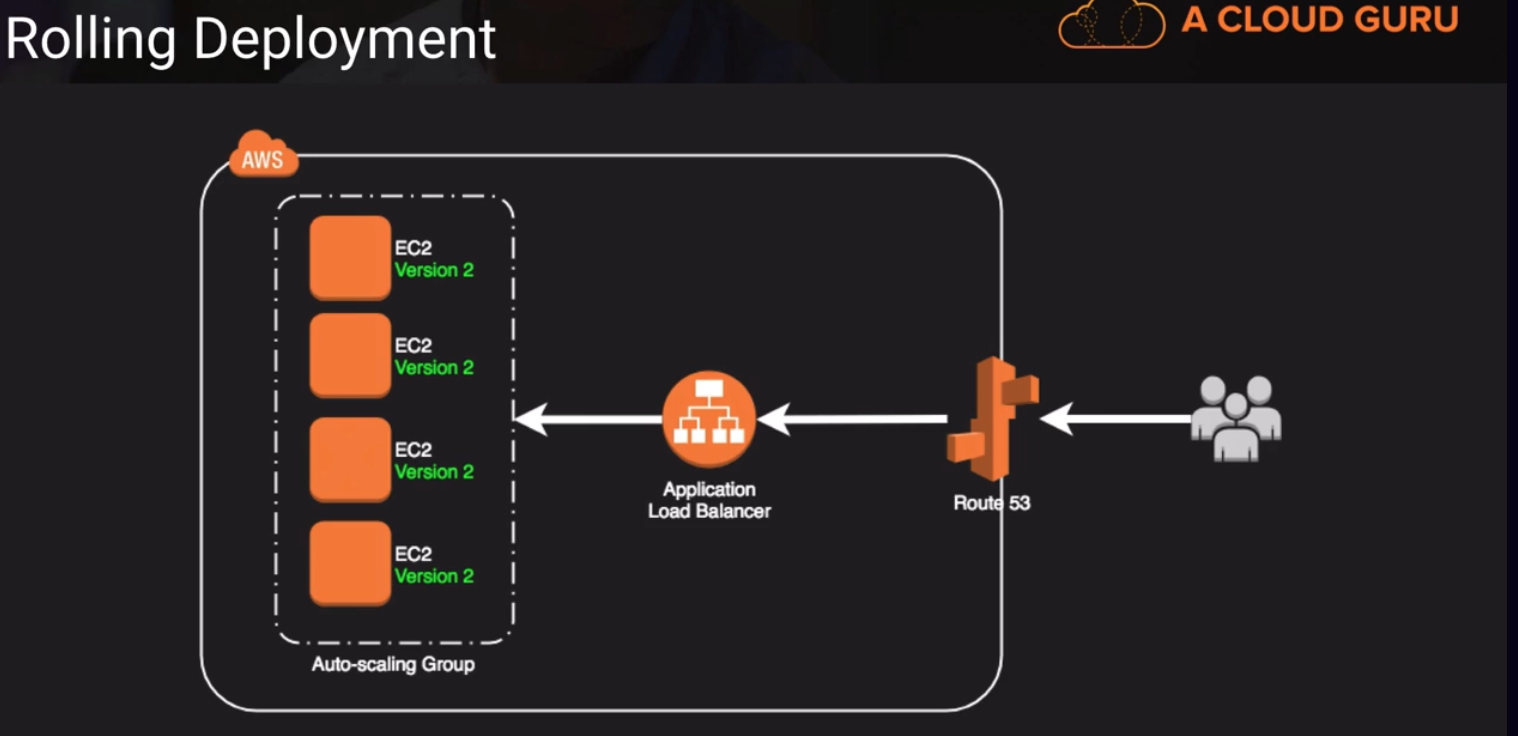 Rolling Deployment
A CLOUD GURU
AWS
EC2
Version 2
EC2
Version 2
EC2
Version 2
EC2
Version 2
Auto-scaling Group
Application
Load Balancer
Route 53